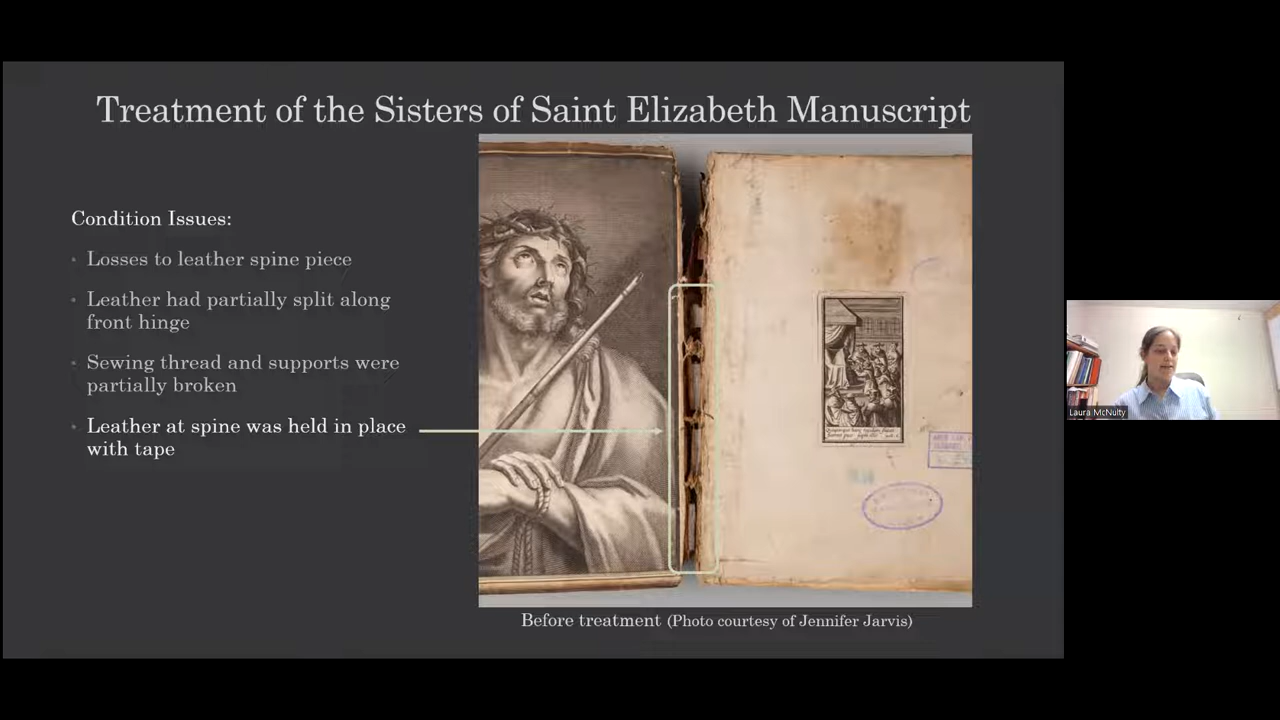 Treatment of the Sisters of Saint Elizabeth Manuscript
Condition Issues:
Losses to leather spine piece
Leather had partially split along
front hinge
Sewing thread and supports were
partially broken
Leather at spine was held in place
with tape
Before treatment (Photo courtesy of Jennifer Jarvis)
Laura McNulty